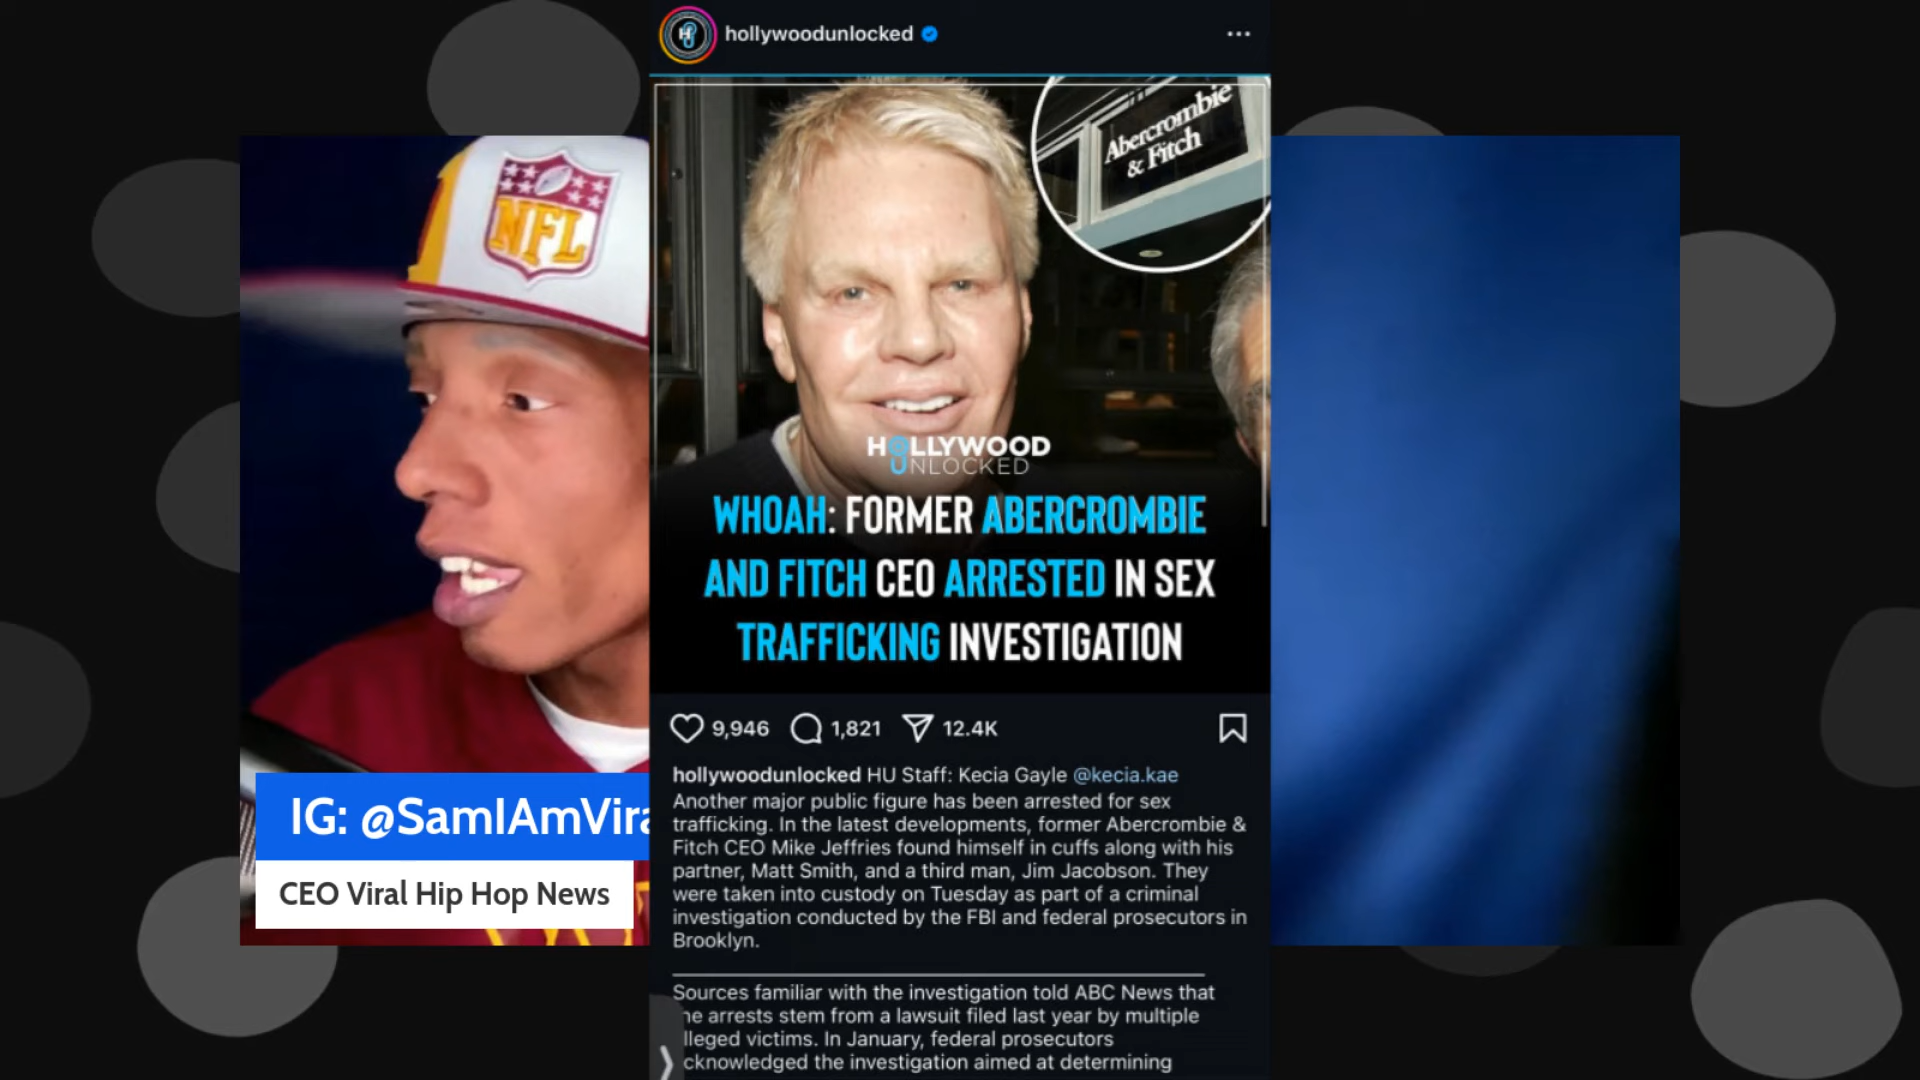 hollywoodunlocked
Abercrombie
& Fitch
NFL
HOLLYWOOD
UNLOCKED
WHOAH: FORMER ABERCROMBIE
AND FITCH CEO ARRESTED IN SEX
TRAFFICKING INVESTIGATION
9,946 1,821 12.4K
hollywoodunlocked HU Staff: Kecia Gayle @kecia.kae
Another major public figure has been arrested for sex
trafficking. In the latest developments, former Abercrombie &
Fitch CEO Mike Jeffries found himself in cuffs along with his
partner, Matt Smith, and a third man, Jim Jacobson. They
were taken into custody on Tuesday as part of a criminal
investigation conducted by the FBI and federal prosecutors in
Brooklyn.
Sources familiar with the investigation told ABC News that
he arrests stem from a lawsuit filed last year by multiple
lleged victims. In January, federal prosecutors
cknowledged the investigation aimed at determining
IG: @SamIAmVira
CEO Viral Hip Hop News